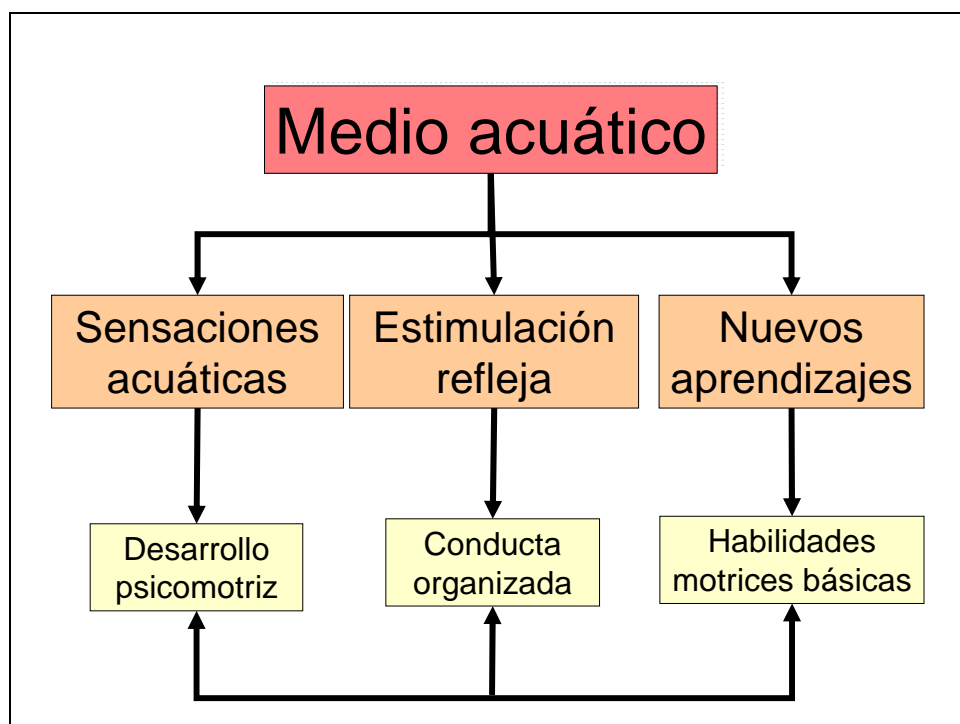 Medio acuático
Sensaciones
acuáticas
Estimulación
refleja
Nuevos
aprendizajes
Desarrollo
psicomotriz
Conducta
organizada
Habilidades
motrices básicas